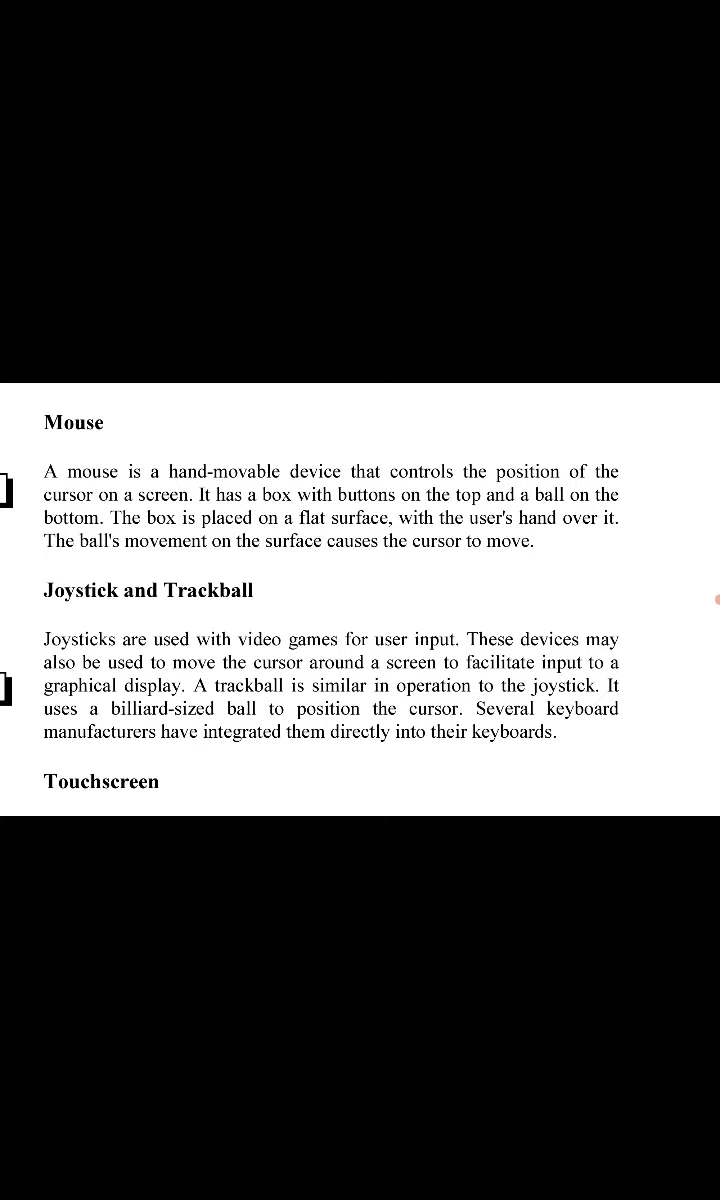 Mouse
A mouse is a hand-movable device that controls the position of the
cursor on a screen. It has a box with buttons on the top and a ball on the
bottom. The box is placed on a flat surface, with the user's hand over it.
The ball's movement on the surface causes the cursor to move.
Joystick and Trackball
Joysticks are used with video games for user input. These devices may
also be used to move the cursor around a screen to facilitate input to a
graphical display. A trackball is similar in operation to the joystick. It
uses a billiard-sized ball to position the cursor. Several keyboard
manufacturers have integrated them directly into their keyboards.
Touchscreen